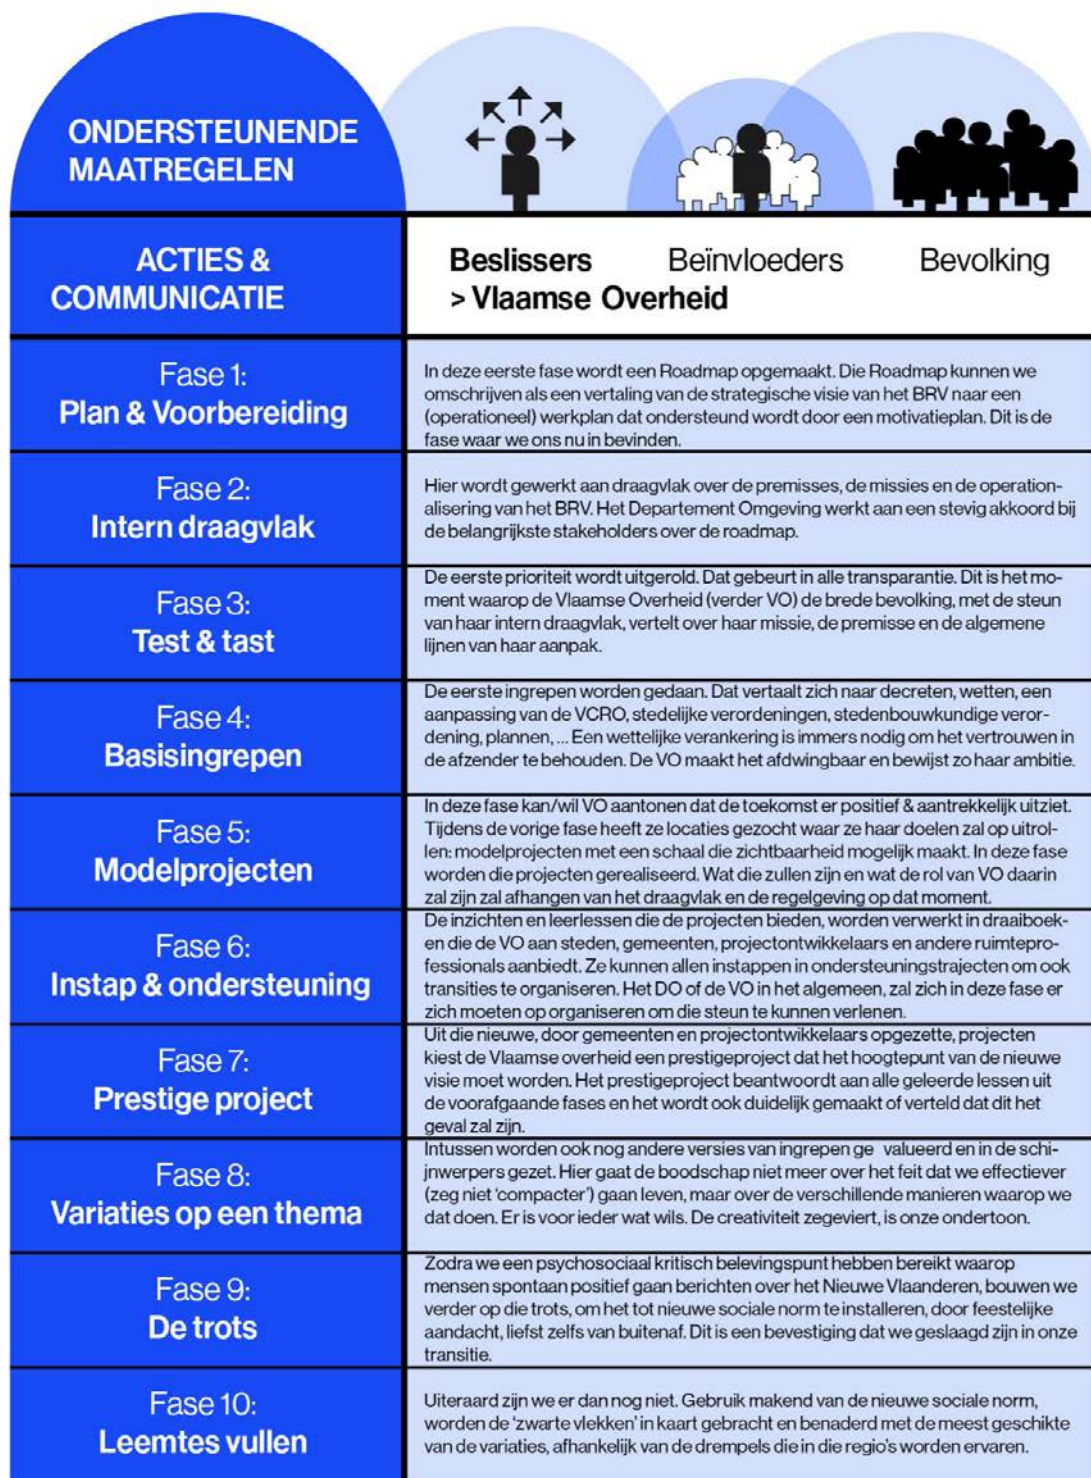 ONDERSTEUNENDE
MAATREGELEN
ACTIES &
COMMUNICATIE
Beslissers
> Vlaamse Overheid
Beïnvloeders
Bevolking
Fase 1:
Plan & Voorbereiding
In deze eerste fase wordt een Roadmap opgemaakt. Die Roadmap kunnen we
omschrijven als een vertaling van de strategische visie van het BRV naar een
(operationeel) werkplan dat ondersteund wordt door een motivatieplan. Dit is de
fase waar we ons nu in bevinden.
Fase 2:
Intern draagvlak
Hier wordt gewerkt aan draagvlak over de premisses, de missies en de operation-
alisering van het BRV. Het Departement Omgeving werkt aan een stevig akkoord bij
de belangrijkste stakeholders over de roadmap.
Fase 3:
Test & tast
De eerste prioriteit wordt uitgerold. Dat gebeurt in alle transparantie. Dit is het mo-
ment waarop de Vlaamse Overheid (verder VO) de brede bevolking, met de steun
van haar intern draagvlak, vertelt over haar missie, de premisse en de algemene
lijnen van haar aanpak.
Fase 4:
Basisingrepen
De eerste ingrepen worden gedaan. Dat vertaalt zich naar decreten, wetten, een
aanpassing van de VCRO, stedelijke verordeningen, stedenbouwkundige veror-
dening, plannen, ... Een wettelijke verankering is immers nodig om het vertrouwen in
de afzender te behouden. De VO maakt het afdwingbaar en bewijst zo haar ambitie.
Fase 5:
Modelprojecten
In deze fase kan/wil VO aantonen dat de toekomst er positief & aantrekkelijk uitziet.
Tijdens de vorige fase heeft ze locaties gezocht waar ze haar doelen zal op uitrol-
len: modelprojecten met een schaal die zichtbaarheid mogelijk maakt. In deze fase
worden die projecten gerealiseerd. Wat die zullen zijn en wat de rol van VO daarin
zal zijn zal afhangen van het draagvlak en de regelgeving op dat moment.
Fase 6:
Instap & ondersteuning
De inzichten en leerlessen die de projecten bieden, worden verwerkt in draaiboek-
en die de VO aan steden, gemeenten, projectontwikkelaars en andere ruimtepro-
fessionals aanbiedt. Ze kunnen allen instappen in ondersteuningstrajecten om ook
transities te organiseren. Het DO of de VO in het algemeen, zal zich in deze fase er
zich moeten op organiseren om die steun te kunnen verlenen.
Fase 7:
Prestige project
Uit die nieuwe, door gemeenten en projectontwikkelaars opgezette, projecten
kiest de Vlaamse overheid een prestigeproject dat het hoogtepunt van de nieuwe
visie moet worden. Het prestigeproject beantwoordt aan alle geleerde lessen uit
de voorafgaande fases en het wordt ook duidelijk gemaakt of verteld dat dit het
geval zal zijn.
Fase 8:
Variaties op een thema
Intussen worden ook nog andere versies van ingrepen ge valueerd en in de schi-
jnwerpers gezet. Hier gaat de boodschap niet meer over het feit dat we effectiever
(zeg niet ‘compacter’) gaan leven, maar over de verschillende manieren waarop we
dat doen. Er is voor ieder wat wils. De creativiteit zegeviert, is onze ondertoon.
Fase 9:
De trots
Zodra we een psychosociaal kritisch belevingspunt hebben bereikt waarop
mensen spontaan positief gaan berichten over het Nieuwe Vlaanderen, bouwen we
verder op die trots, om het tot nieuwe sociale norm te installeren, door feestelijke
aandacht, liefst zelfs van buitenaf. Dit is een bevestiging dat we geslaagd zijn in onze
transitie.
Fase 10:
Leemtes vullen
Uiteraard zijn we er dan nog niet. Gebruik makend van de nieuwe sociale norm,
worden de ‘zwarte vlekken’ in kaart gebracht en benaderd met de meest geschikte
van de variaties, afhankelijk van de drempels die in die regio’s worden ervaren.